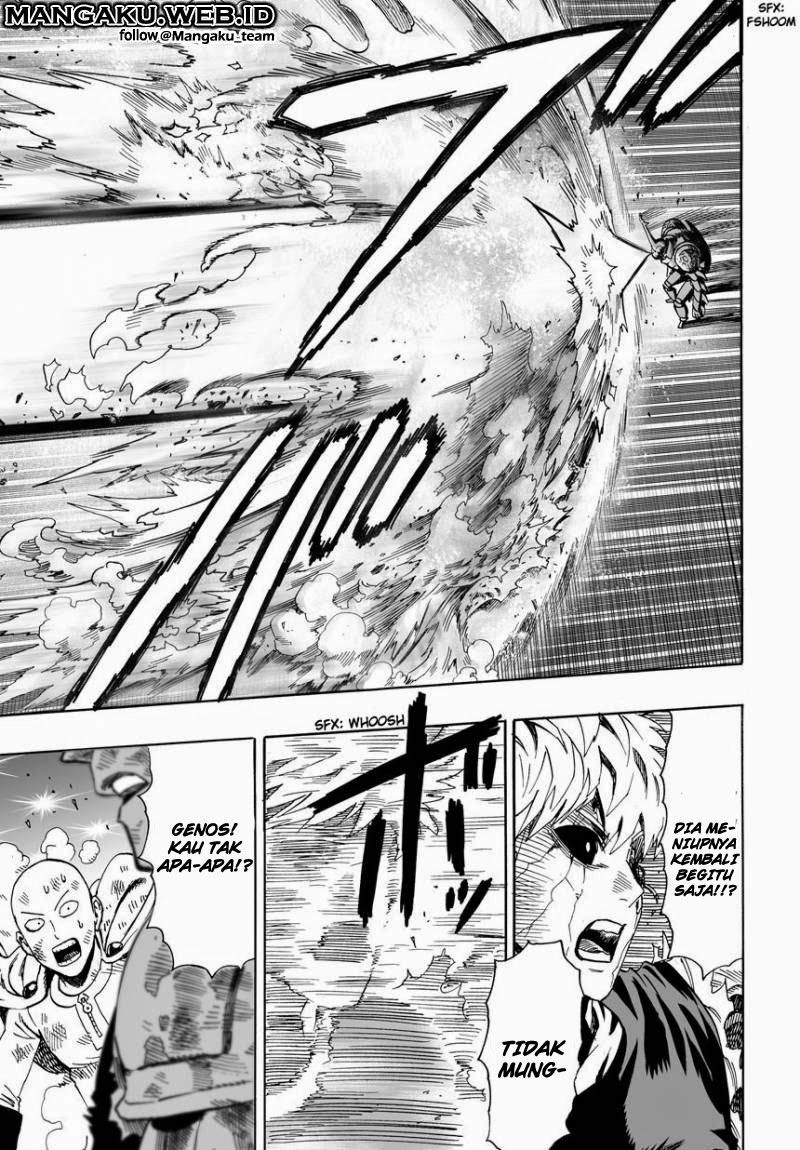 MANGAKU.WEB.ID
follow@Mangaku_team
SFX:
FSHOOM
SFX: WHOOSH
DIA ME-
NIUPNYA
KEMBALI
BEGITU
SAJA!!?
TIDAK
MUNG-
GENOS!
KAU TAK
APA-APA!?